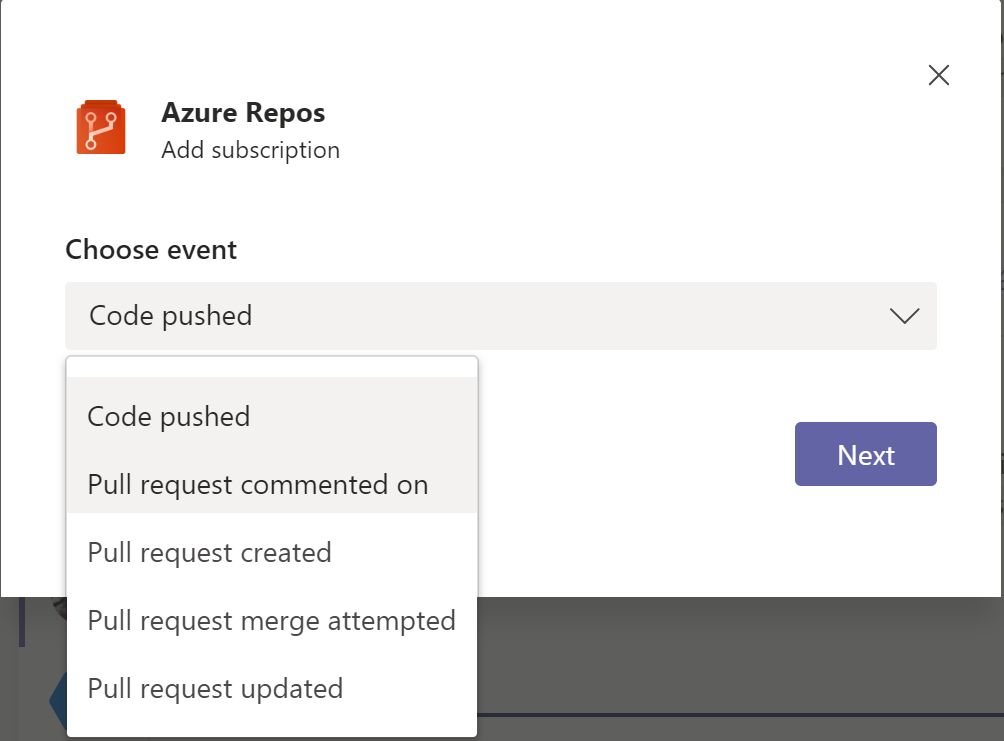 Azure Repos
Add subscription
Choose event
Code pushed
Code pushed
Pull request commented on
Next
Pull request created
Pull request merge attempted
Pull request updated